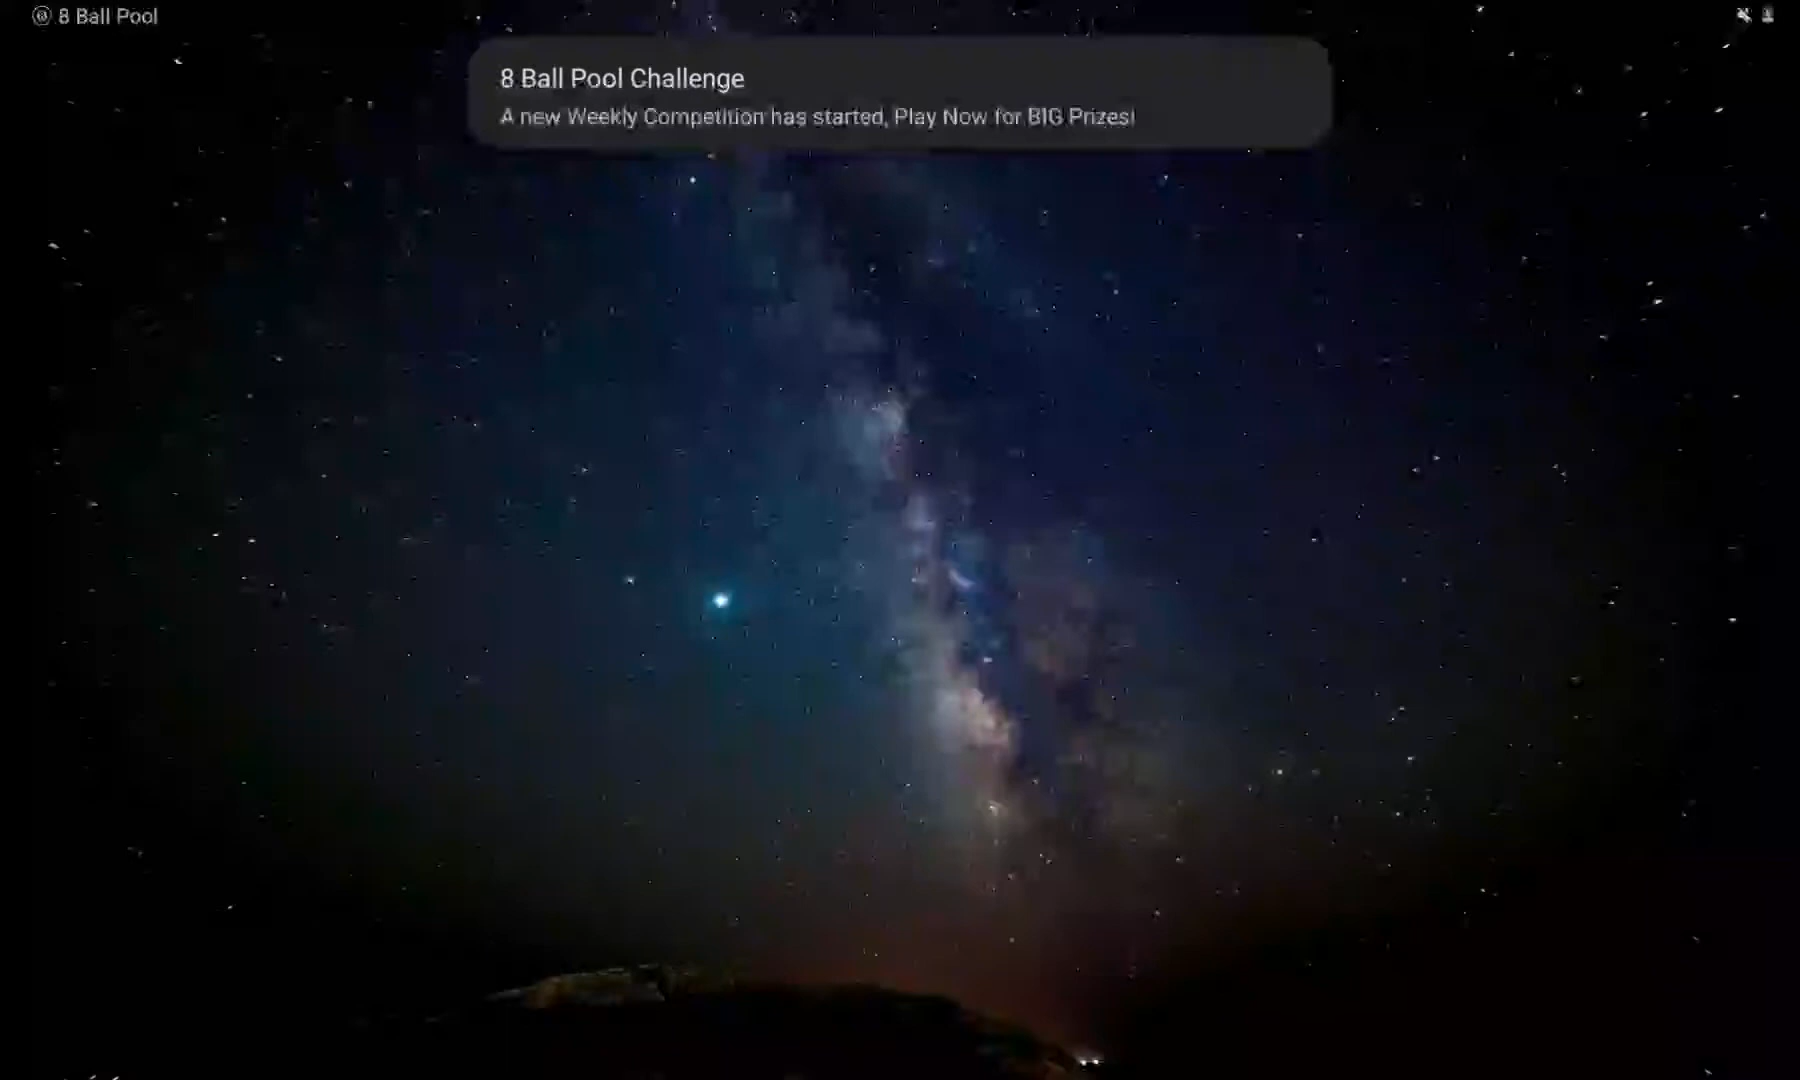 8 Ball Pool
8 Ball Pool Challenge
A new Weekly Competition has started, Play Now for BIG Prizes!